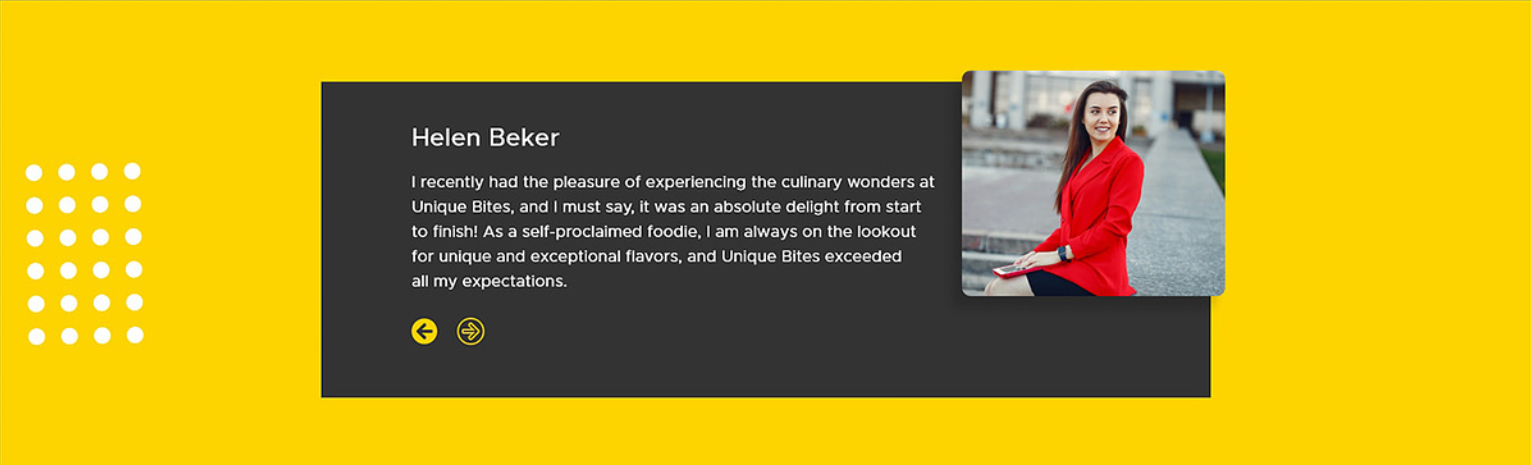 Helen Beker
I recently had the pleasure of experiencing the culinary wonders at
Unique Bites, and I must say, it was an absolute delight from start
to finish! As a self-proclaimed foodie, I am always on the lookout
for unique and exceptional flavors, and Unique Bites exceeded
all my expectations.